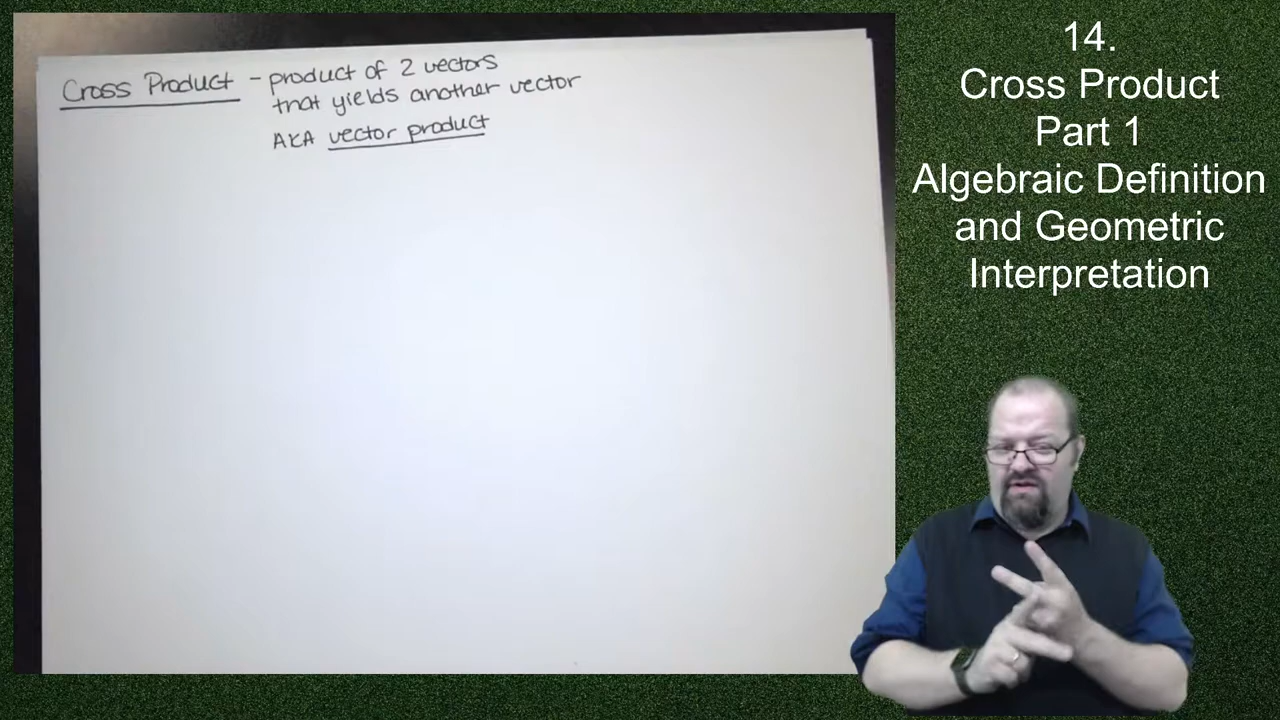 Cross Product - product of 2 vectors
that yields another vector
AKA vector product
14.
Cross Product
Part 1
Algebraic Definition
and Geometric
Interpretation